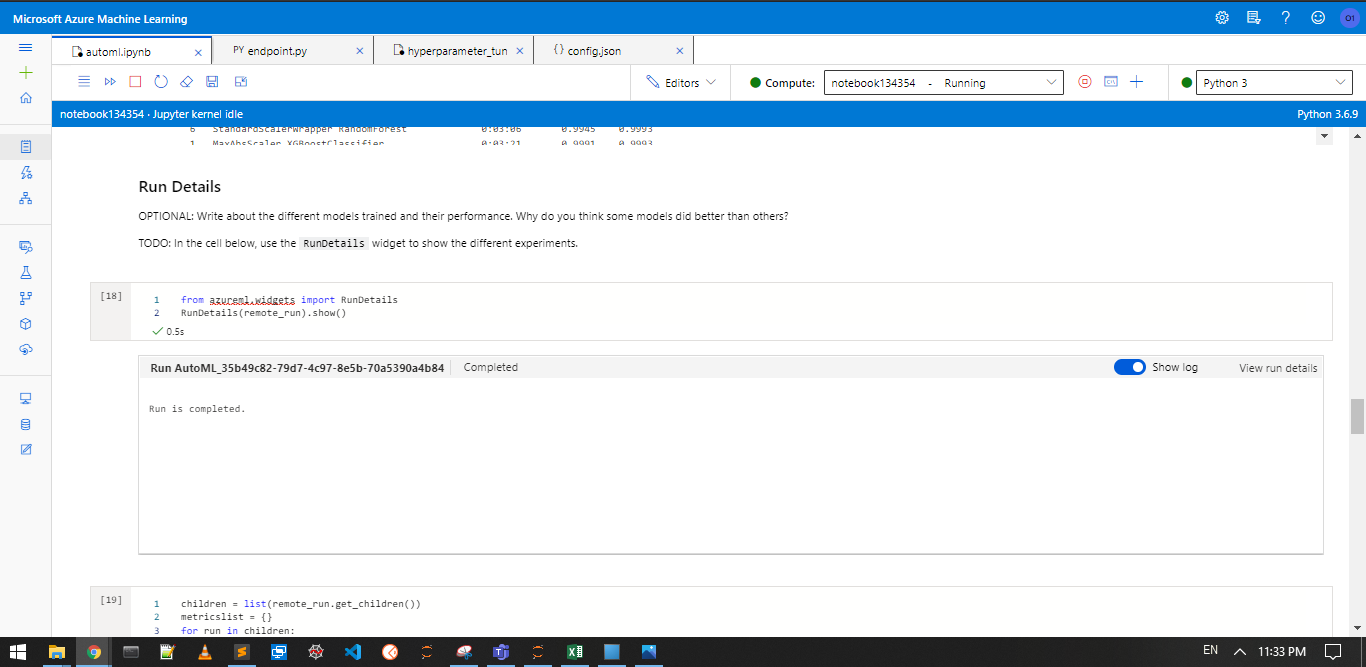 Microsoft Azure Machine Learning
O1
automl.ipynb
PY endpoint.py
hyperparameter_tun
{} config.json
Editors
Compute:
notebook134354 - Running
Python 3
notebook134354 · Jupyter kernel idle
Python 3.6.9
6 StandardScalerWrapper RandomForest 0:03:06 0.9945 0.9993
1 MaxAbsScaler XGBoostClassifier 0:03:21 0.9991 0.9993
Run Details
OPTIONAL: Write about the different models trained and their performance. Why do you think some models did better than others?
TODO: In the cell below, use the RunDetails widget to show the different experiments.
[18]
1 from azureml.widgets import RunDetails
2 RunDetails(remote_run).show()
0.5s
Run AutoML_35b49c82-79d7-4c97-8e5b-70a5390a4b84
Completed
Show log
View run details
Run is completed.
[19]
1 children = list(remote_run.get_children())
2 metricslist = {}
3 for run in children:
EN
11:33 PM